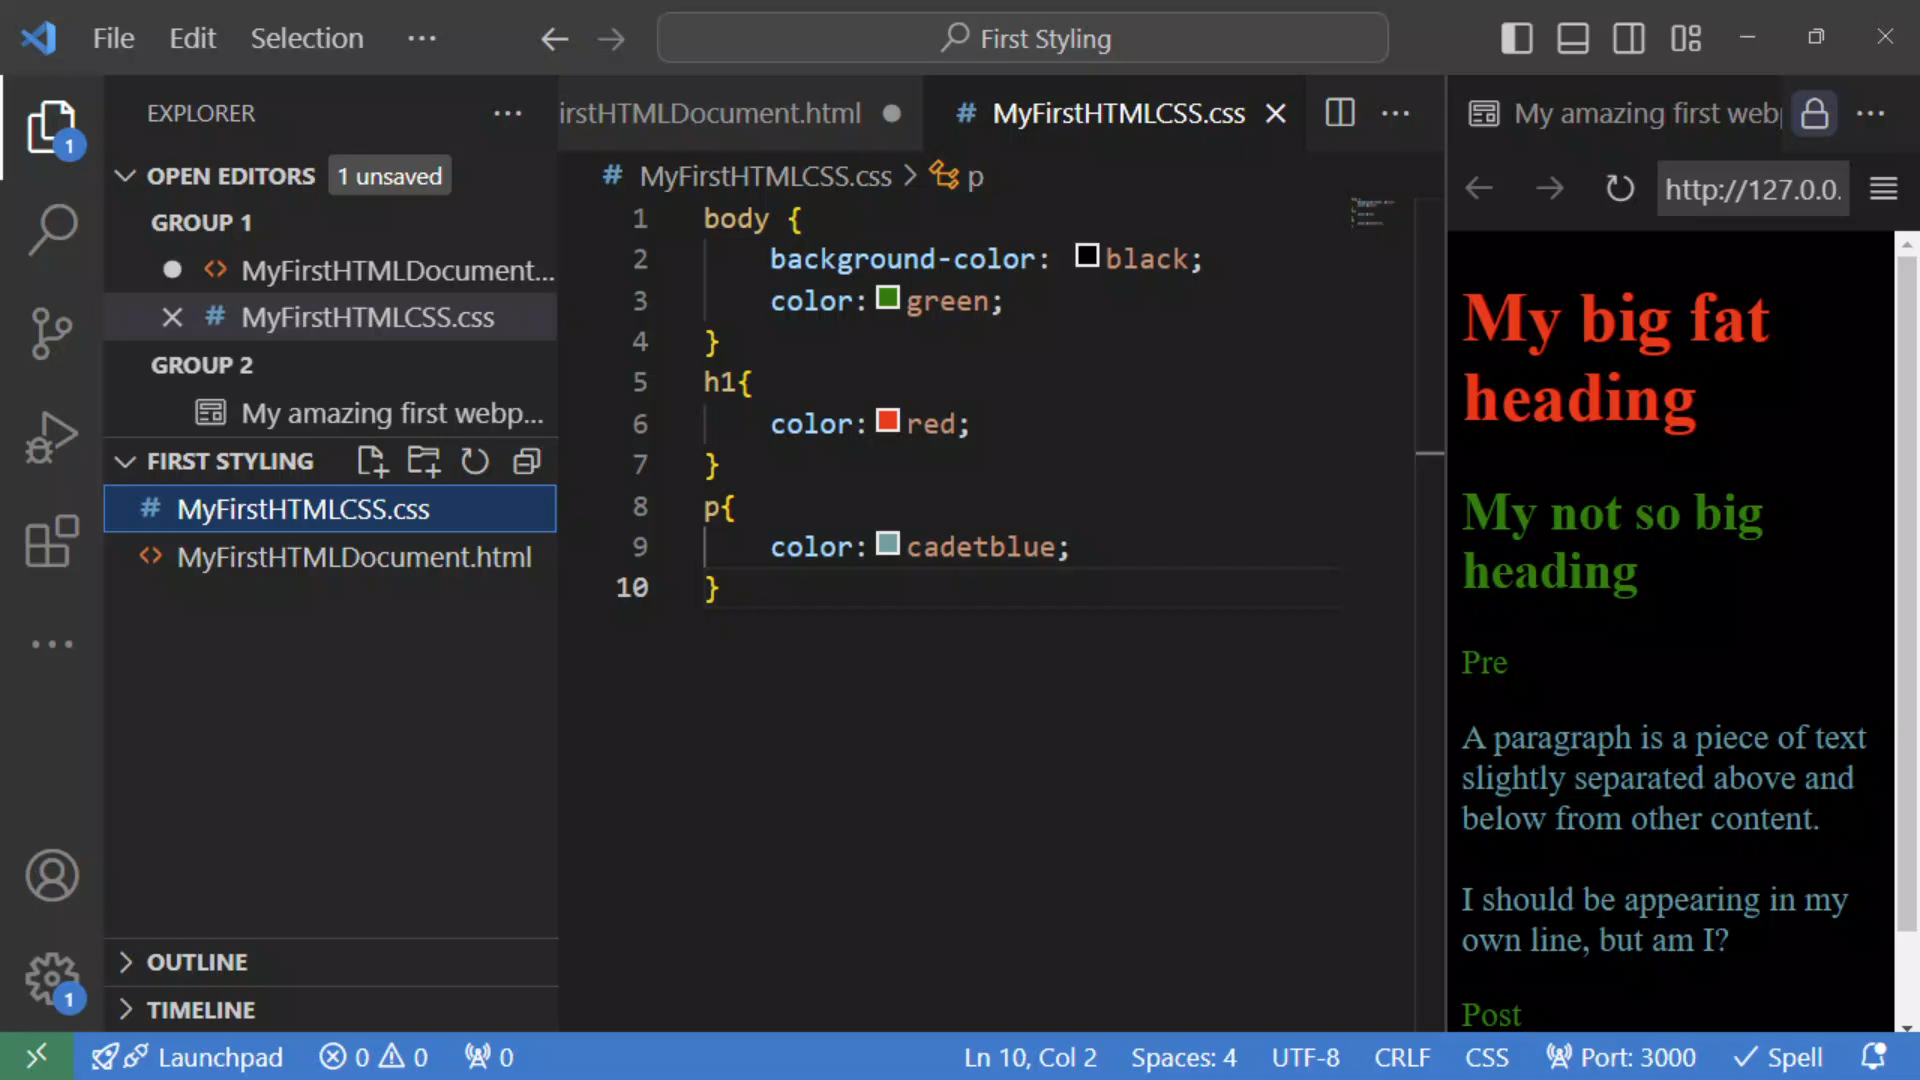 File Edit Selection ··· First Styling
EXPLORER ···
OPEN EDITORS 1 unsaved
GROUP 1
MyFirstHTMLDocument...
MyFirstHTMLCSS.css
GROUP 2
My amazing first webp...
FIRST STYLING
MyFirstHTMLCSS.css
MyFirstHTMLDocument.html
OUTLINE
TIMELINE
irstHTMLDocument.html # MyFirstHTMLCSS.css
# MyFirstHTMLCSS.css > p
1 body {
2 background-color: black;
3 color: green;
4 }
5 h1{
6 color: red;
7 }
8 p{
9 color: cadetblue;
10 }
My amazing first webp
http://127.0.0.
My big fat
heading
My not so big
heading
Pre
A paragraph is a piece of text
slightly separated above and
below from other content.
I should be appearing in my
own line, but am I?
Post
1
1
Launchpad 0 0 0 Ln 10, Col 2 Spaces: 4 UTF-8 CRLF CSS Port: 3000 Spell